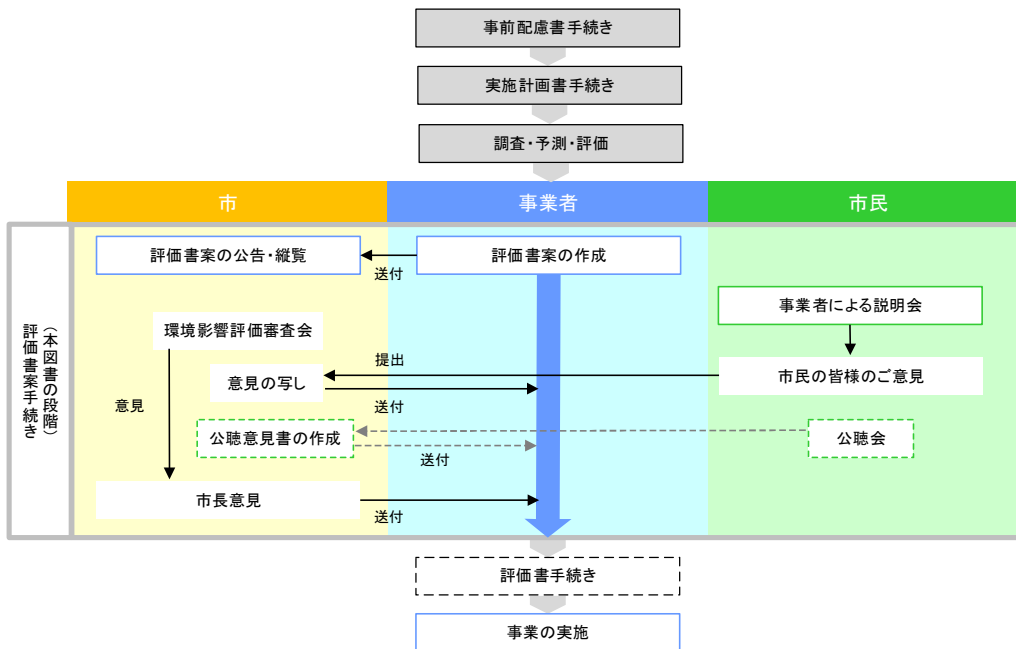 事前配慮書手続き
実施計画書手続き
調査・予測・評価
市
事業者
市民
評価書案手続き
(本図書の段階)
評価書案の公告・縦覧
送付
評価書案の作成
事業者による説明会
環境影響評価審査会
提出
意見の写し
送付
市民の皆様のご意見
意見
公聴意見書の作成
送付
公聴会
市長意見
送付
評価書手続き
事業の実施